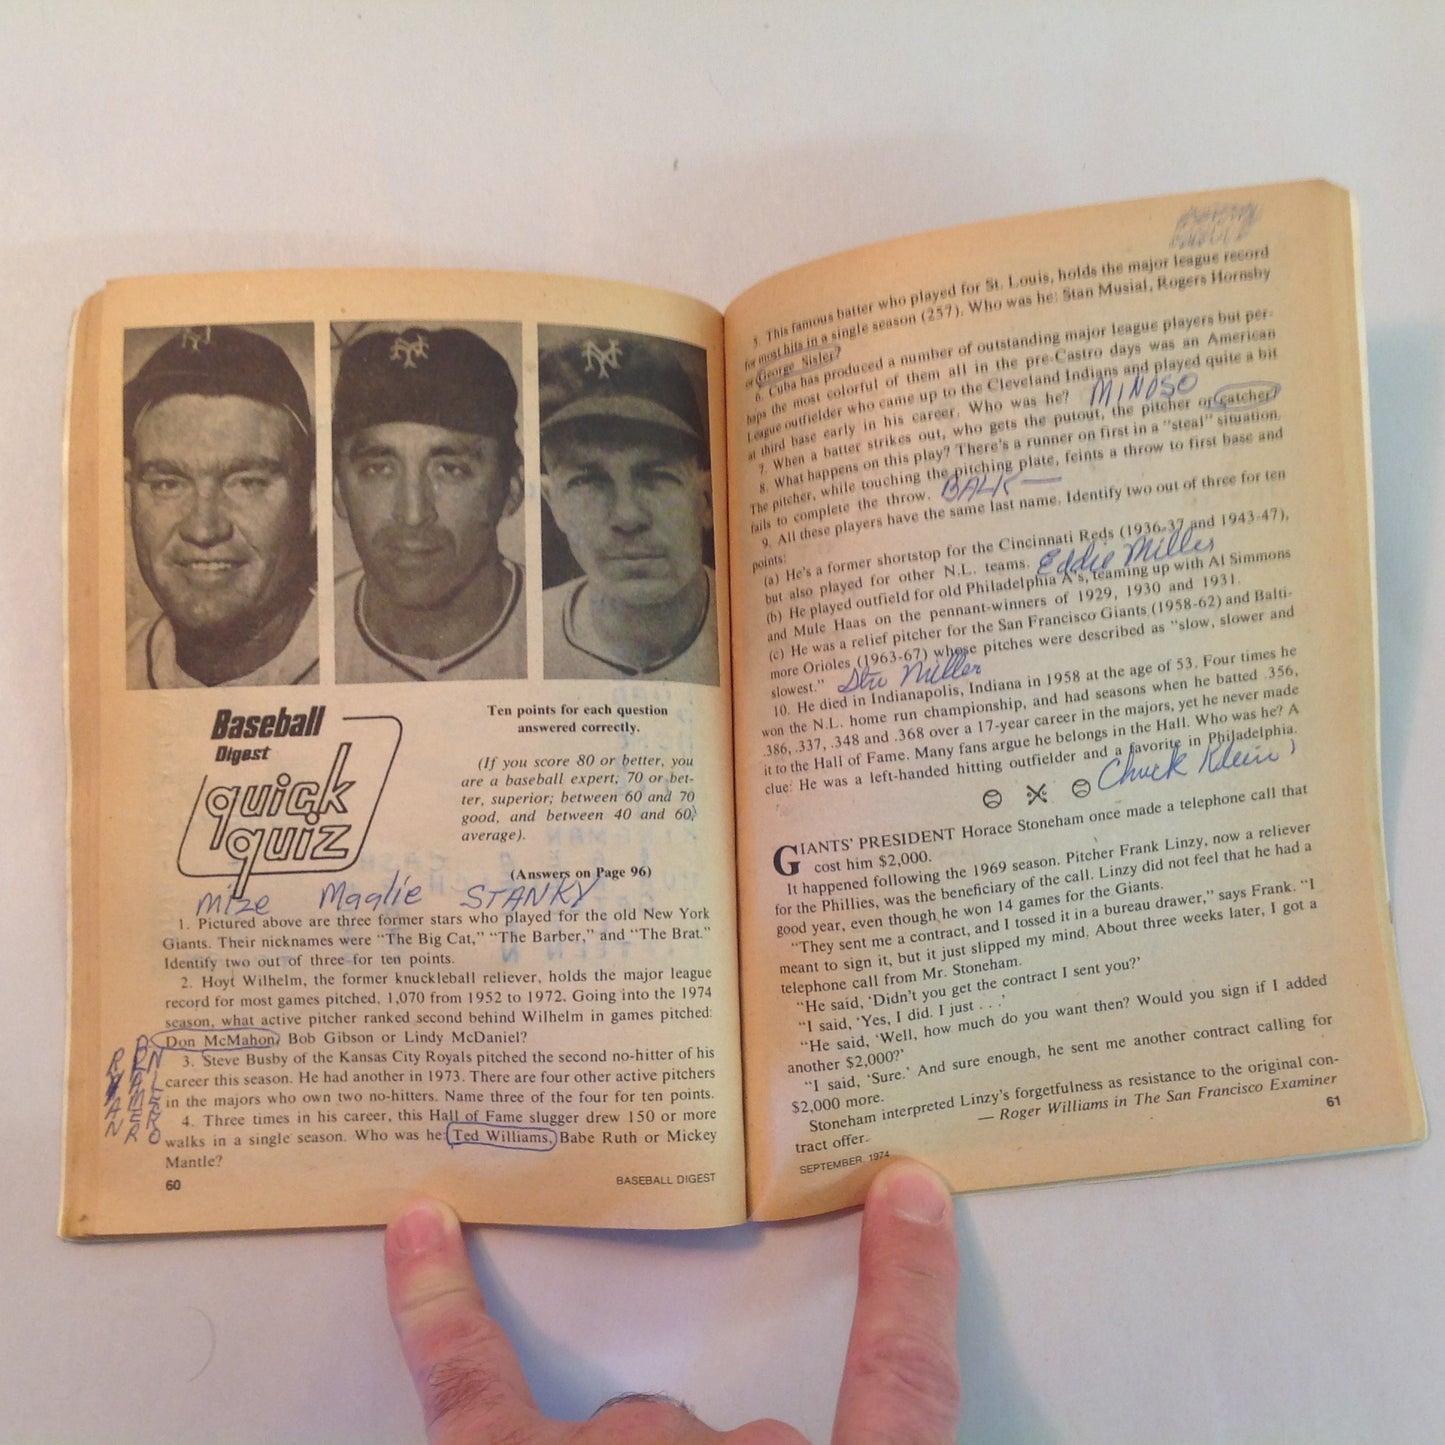 Baseball
Digest
quick
quiz
Ten points for each question
answered correctly.
(If you score 80 or better, you
are a baseball expert; 70 or bet-
ter, superior; between 60 and 70
good, and between 40 and 60,
average).
(Answers on Page 96)
Mize Maglie STANKY
1. Pictured above are three former stars who played for the old New York
Giants. Their nicknames were "The Big Cat," "The Barber," and "The Brat."
Identify two out of three for ten points.
2. Hoyt Wilhelm, the former knuckleball reliever, holds the major league
record for most games pitched, 1,070 from 1952 to 1972. Going into the 1974
season, what active pitcher ranked second behind Wilhelm in games pitched:
Don McMahon, Bob Gibson or Lindy McDaniel?
3. Steve Busby of the Kansas City Royals pitched the second no-hitter of his
career this season. He had another in 1973. There are four other active pitchers
in the majors who own two no-hitters. Name three of the four for ten points.
4. Three times in his career, this Hall of Fame slugger drew 150 or more
walks in a single season. Who was he: Ted Williams, Babe Ruth or Mickey
Mantle?
60
BASEBALL DIGEST
5. This famous batter who played for St. Louis, holds the major league record
for most hits in a single season (257). Who was he: Stan Musial, Rogers Hornsby
or George Sisler?
6. Cuba has produced a number of outstanding major league players but per-
haps the most colorful of them all in the pre-Castro days was an American
League outfielder who came up to the Cleveland Indians and played quite a bit
at third base early in his career. Who was he? MINOSO
7. When a batter strikes out, who gets the putout, the pitcher or catcher?
8. What happens on this play? There's a runner on first in a "steal" situation.
The pitcher, while touching the pitching plate, feints a throw to first base and
fails to complete the throw. BALK —
9. All these players have the same last name. Identify two out of three for ten
points:
(a) He's a former shortstop for the Cincinnati Reds (1936-37 and 1943-47),
but also played for other N.L. teams. Eddie Miller
(b) He played outfield for old Philadelphia A's, teaming up with Al Simmons
and Mule Haas on the pennant-winners of 1929, 1930 and 1931.
(c) He was a relief pitcher for the San Francisco Giants (1958-62) and Balti-
more Orioles (1963-67) whose pitches were described as "slow, slower and
slowest." Stu Miller
10. He died in Indianapolis, Indiana in 1958 at the age of 53. Four times he
won the N.L. home run championship, and had seasons when he batted .356,
.386, .337, .348 and .368 over a 17-year career in the majors, yet he never made
it to the Hall of Fame. Many fans argue he belongs in the Hall. Who was he? A
clue: He was a left-handed hitting outfielder and a favorite in Philadelphia.
Chuck Klein
GIANTS' PRESIDENT Horace Stoneham once made a telephone call that
cost him $2,000.
It happened following the 1969 season. Pitcher Frank Linzy, now a reliever
for the Phillies, was the beneficiary of the call. Linzy did not feel that he had a
good year, even though he won 14 games for the Giants.
"They sent me a contract, and I tossed it in a bureau drawer," says Frank. "I
meant to sign it, but it just slipped my mind. About three weeks later, I got a
telephone call from Mr. Stoneham.
"He said, 'Didn't you get the contract I sent you?'
"I said, 'Yes, I did. I just . . .'
"He said, 'Well, how much do you want then? Would you sign if I added
another $2,000?'
"I said, 'Sure.' And sure enough, he sent me another contract calling for
$2,000 more.
Stoneham interpreted Linzy's forgetfulness as resistance to the original con-
tract offer.
— Roger Williams in The San Francisco Examiner
SEPTEMBER, 1974
61